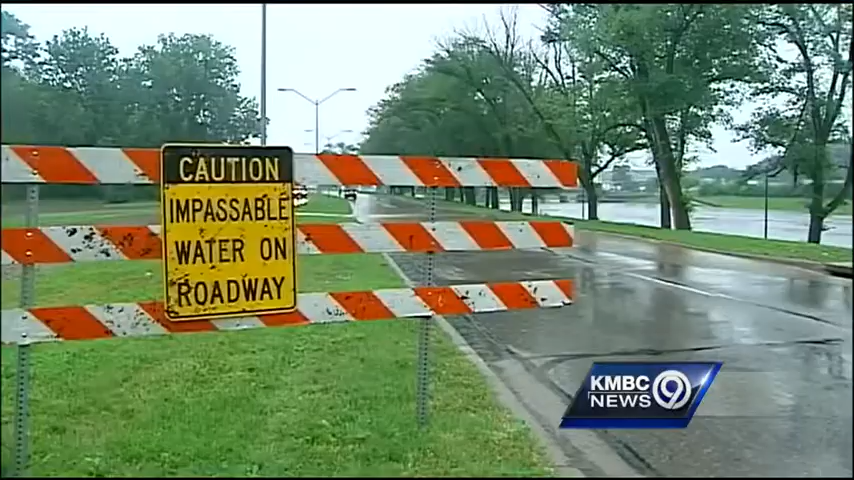 CAUTION
IMPASSABLE
WATER ON
ROADWAY
KMBC 9
NEWS